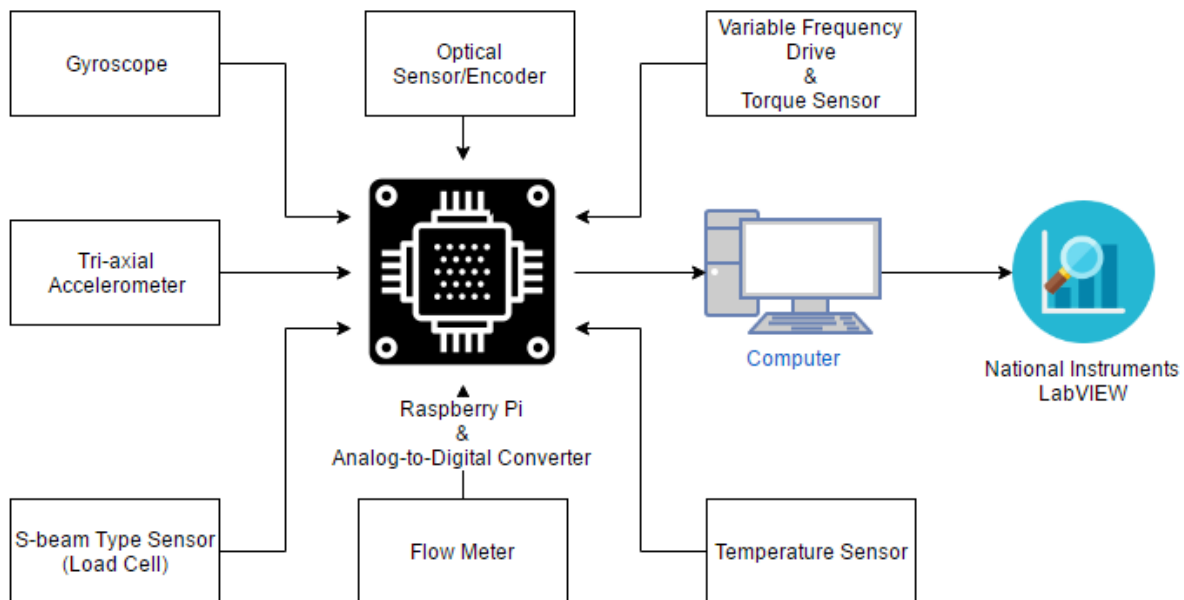 Gyroscope
Optical
Sensor/Encoder
Variable Frequency
Drive
&
Torque Sensor
Tri-axial
Accelerometer
Computer
National Instruments
LabVIEW
Raspberry Pi
&
Analog-to-Digital Converter
S-beam Type Sensor
(Load Cell)
Flow Meter
Temperature Sensor